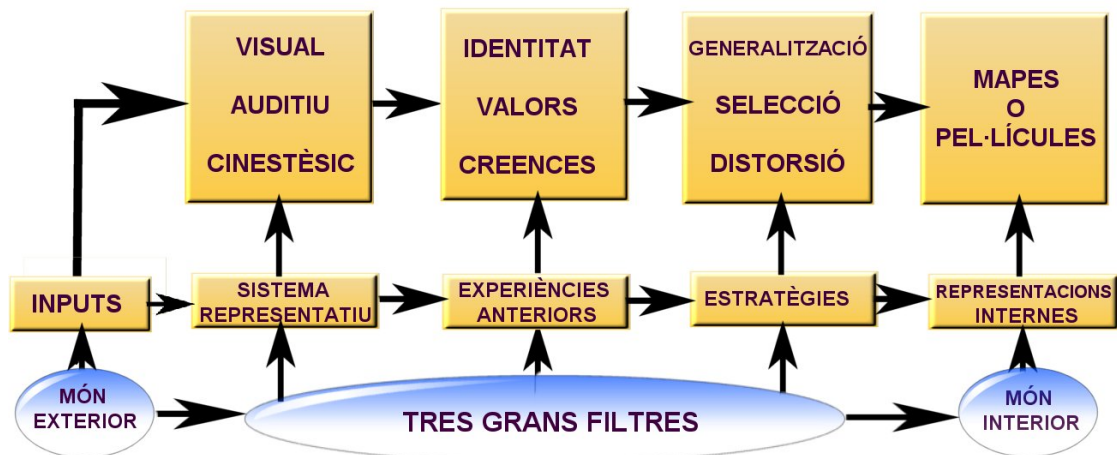 VISUAL
AUDITIU
CINESTÈSIC
IDENTITAT
VALORS
CREENCES
GENERALITZACIÓ
SELECCIÓ
DISTORSIÓ
MAPES
O
PEL·LÍCULES
INPUTS
SISTEMA
REPRESENTATIU
EXPERIÈNCIES
ANTERIORS
ESTRATÈGIES
REPRESENTACIONS
INTERNES
MÓN
EXTERIOR
TRES GRANS FILTRES
MÓN
INTERIOR